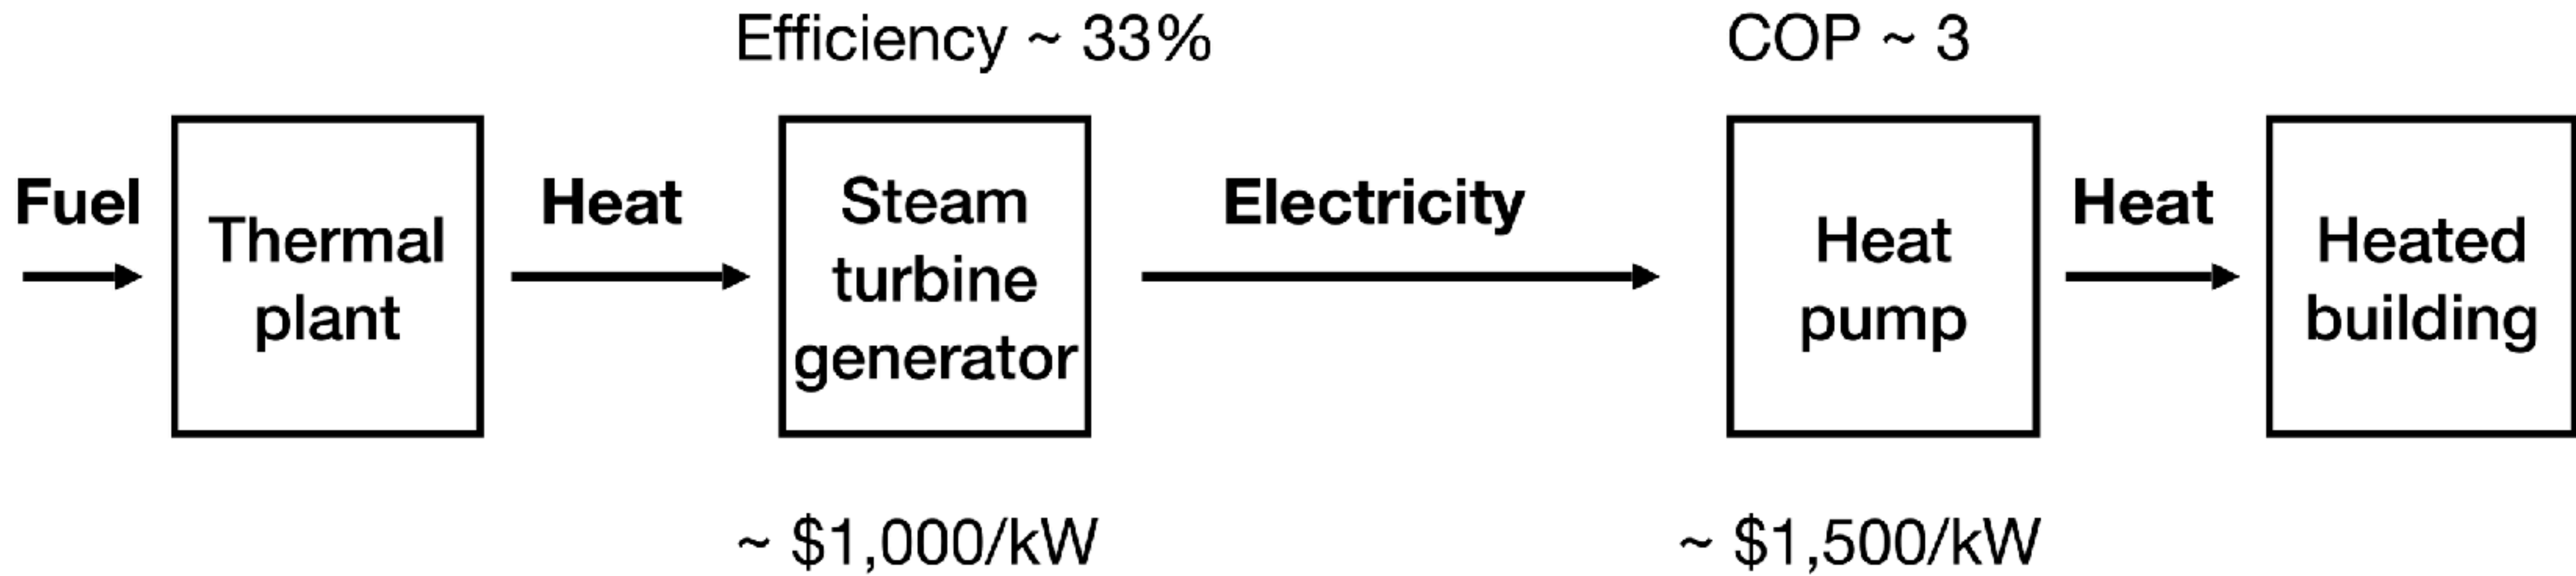 Efficiency ~ 33%
COP ~ 3
Fuel
Thermal
plant
Heat
Steam
turbine
generator
Electricity
Heat
pump
Heat
Heated
building
~ $1,000/kW
~ $1,500/kW